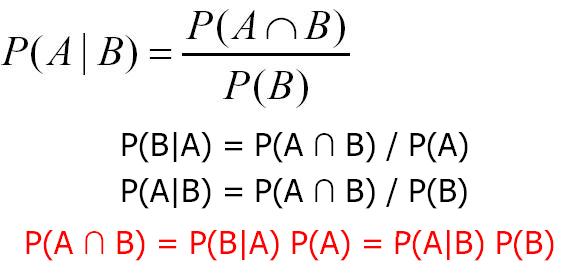 P(A | B) = P(A ∩ B) / P(B)
P(B|A) = P(A ∩ B) / P(A)
P(A|B) = P(A ∩ B) / P(B)
P(A ∩ B) = P(B|A) P(A) = P(A|B) P(B)